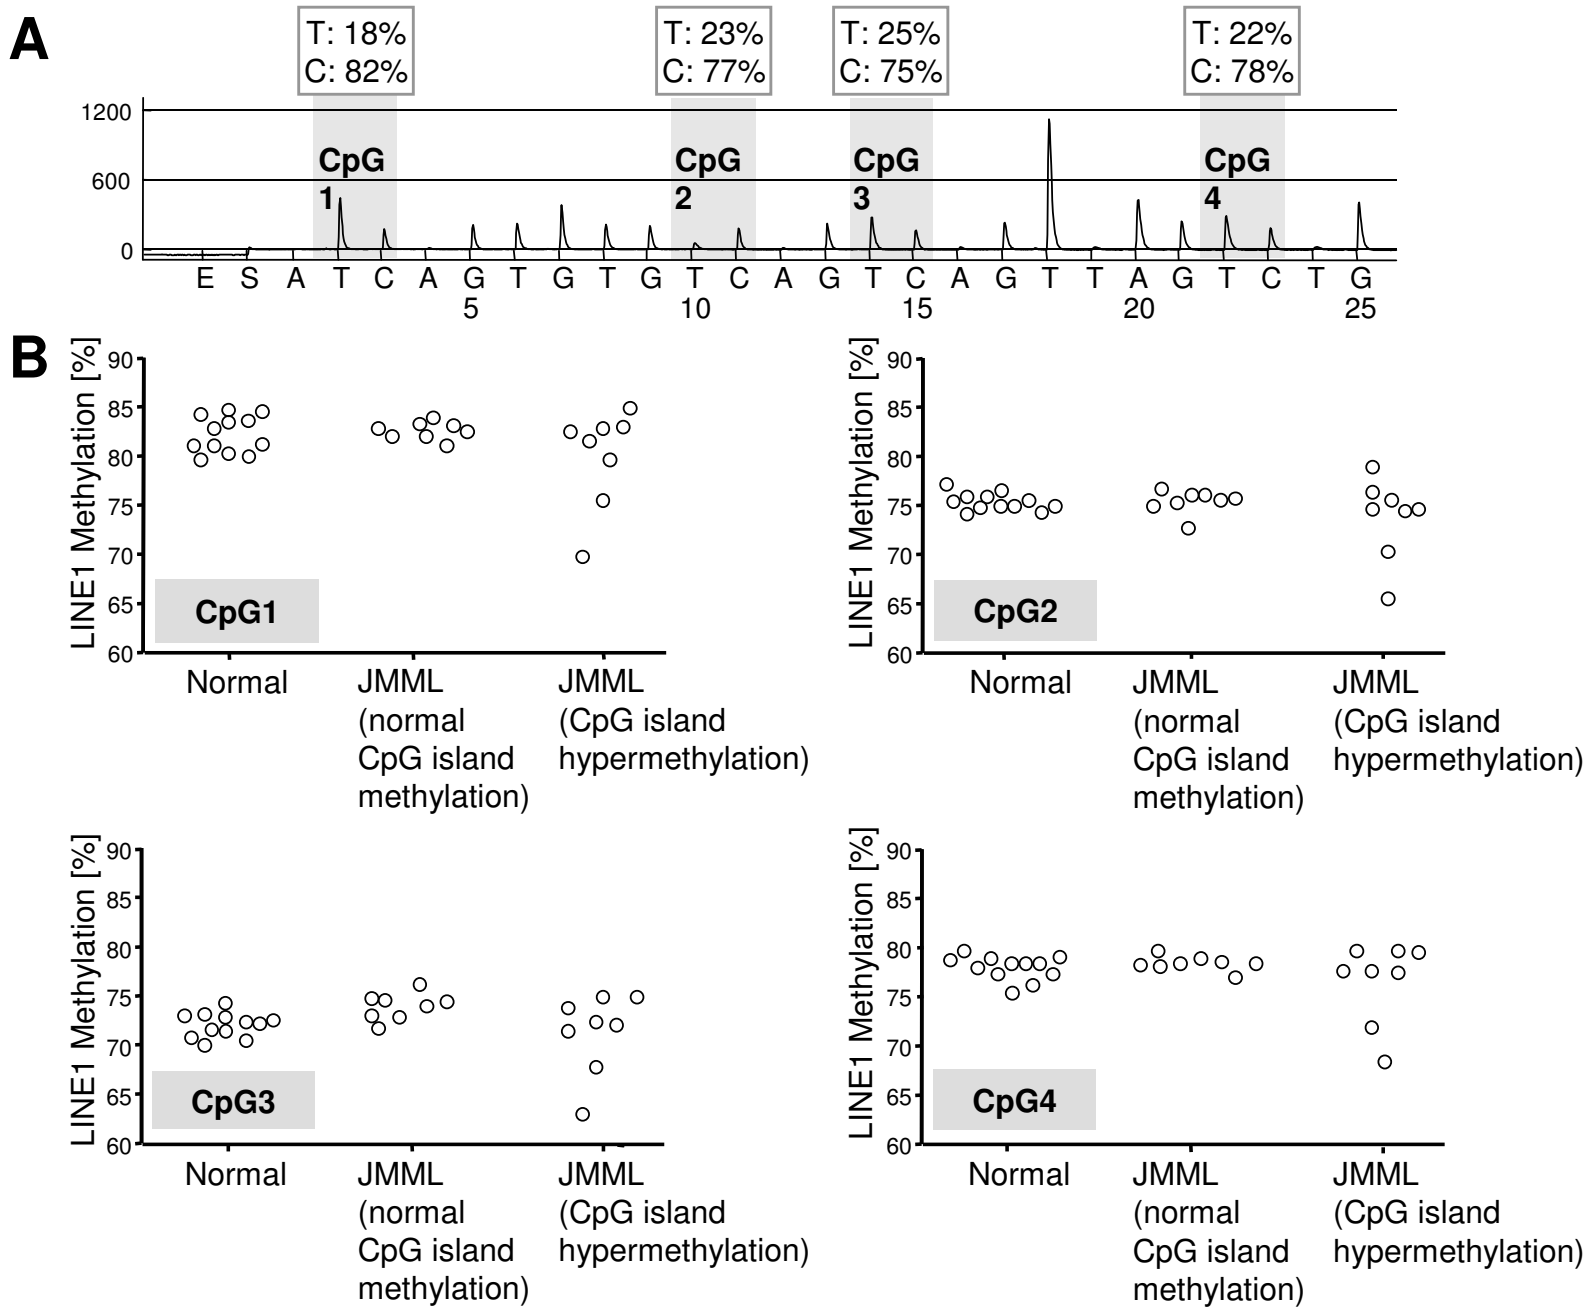 A
T: 18%
C: 82%
T: 23%
C: 77%
T: 25%
C: 75%
T: 22%
C: 78%
1200
600
0
CpG
1
CpG
2
CpG
3
CpG
4
E S A T C A G T G T G T C A G T C A G T T A G T C T G
5 10 15 20 25
B
LINE1 Methylation [%]
90
85
80
75
70
65
60
CpG1
Normal
JMML
(normal
CpG island
methylation)
JMML
(CpG island
hypermethylation)
LINE1 Methylation [%]
90
85
80
75
70
65
60
CpG2
Normal
JMML
(normal
CpG island
methylation)
JMML
(CpG island
hypermethylation)
LINE1 Methylation [%]
90
85
80
75
70
65
60
CpG3
Normal
JMML
(normal
CpG island
methylation)
JMML
(CpG island
hypermethylation)
LINE1 Methylation [%]
90
85
80
75
70
65
60
CpG4
Normal
JMML
(normal
CpG island
methylation)
JMML
(CpG island
hypermethylation)